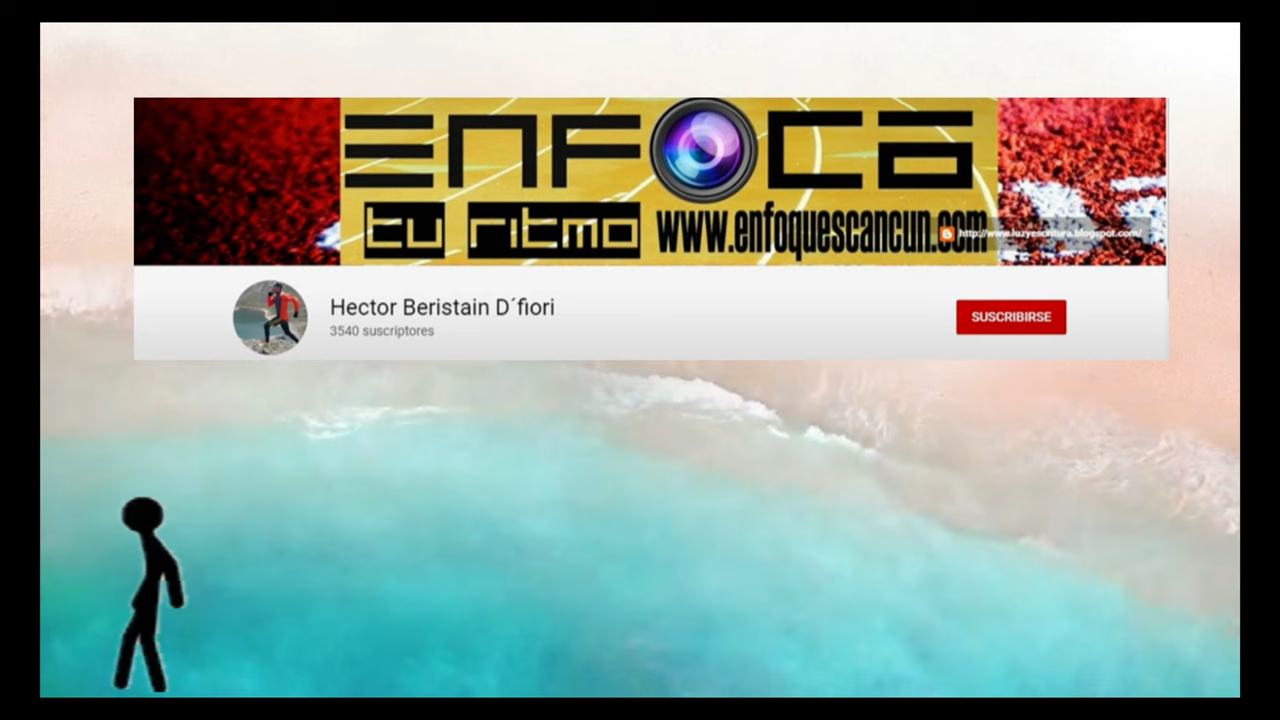 ENFOCA
tu ritmo www.enfoquescancun.com
http://www.luzyescritura.blogspot.com/
Hector Beristain D´fiori
3540 suscriptores
SUSCRIBIRSE